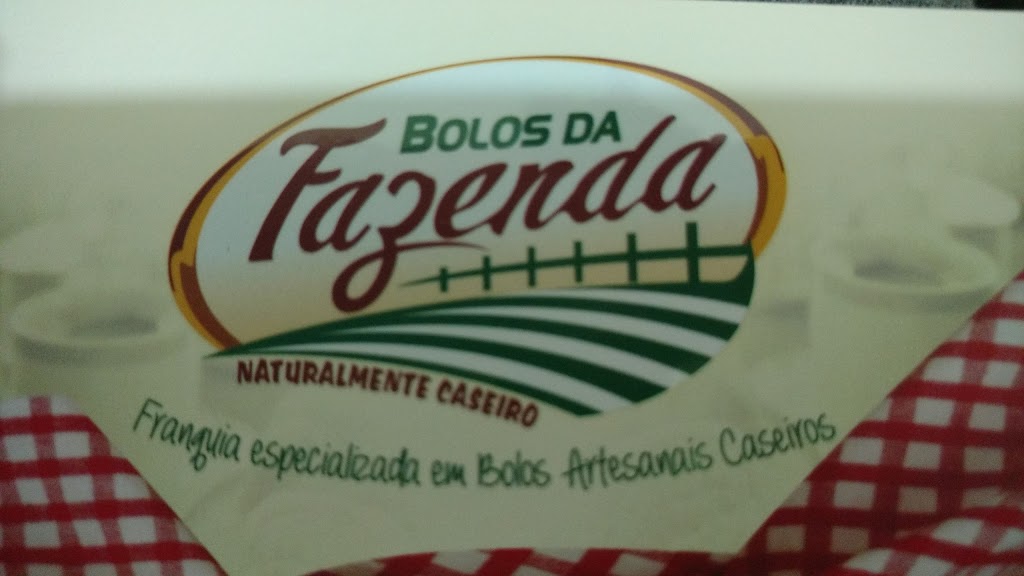 BOLOS DA
Fazenda
NATURALMENTE CASEIRO
Franquia especializada em Bolos Artesanais Caseiros